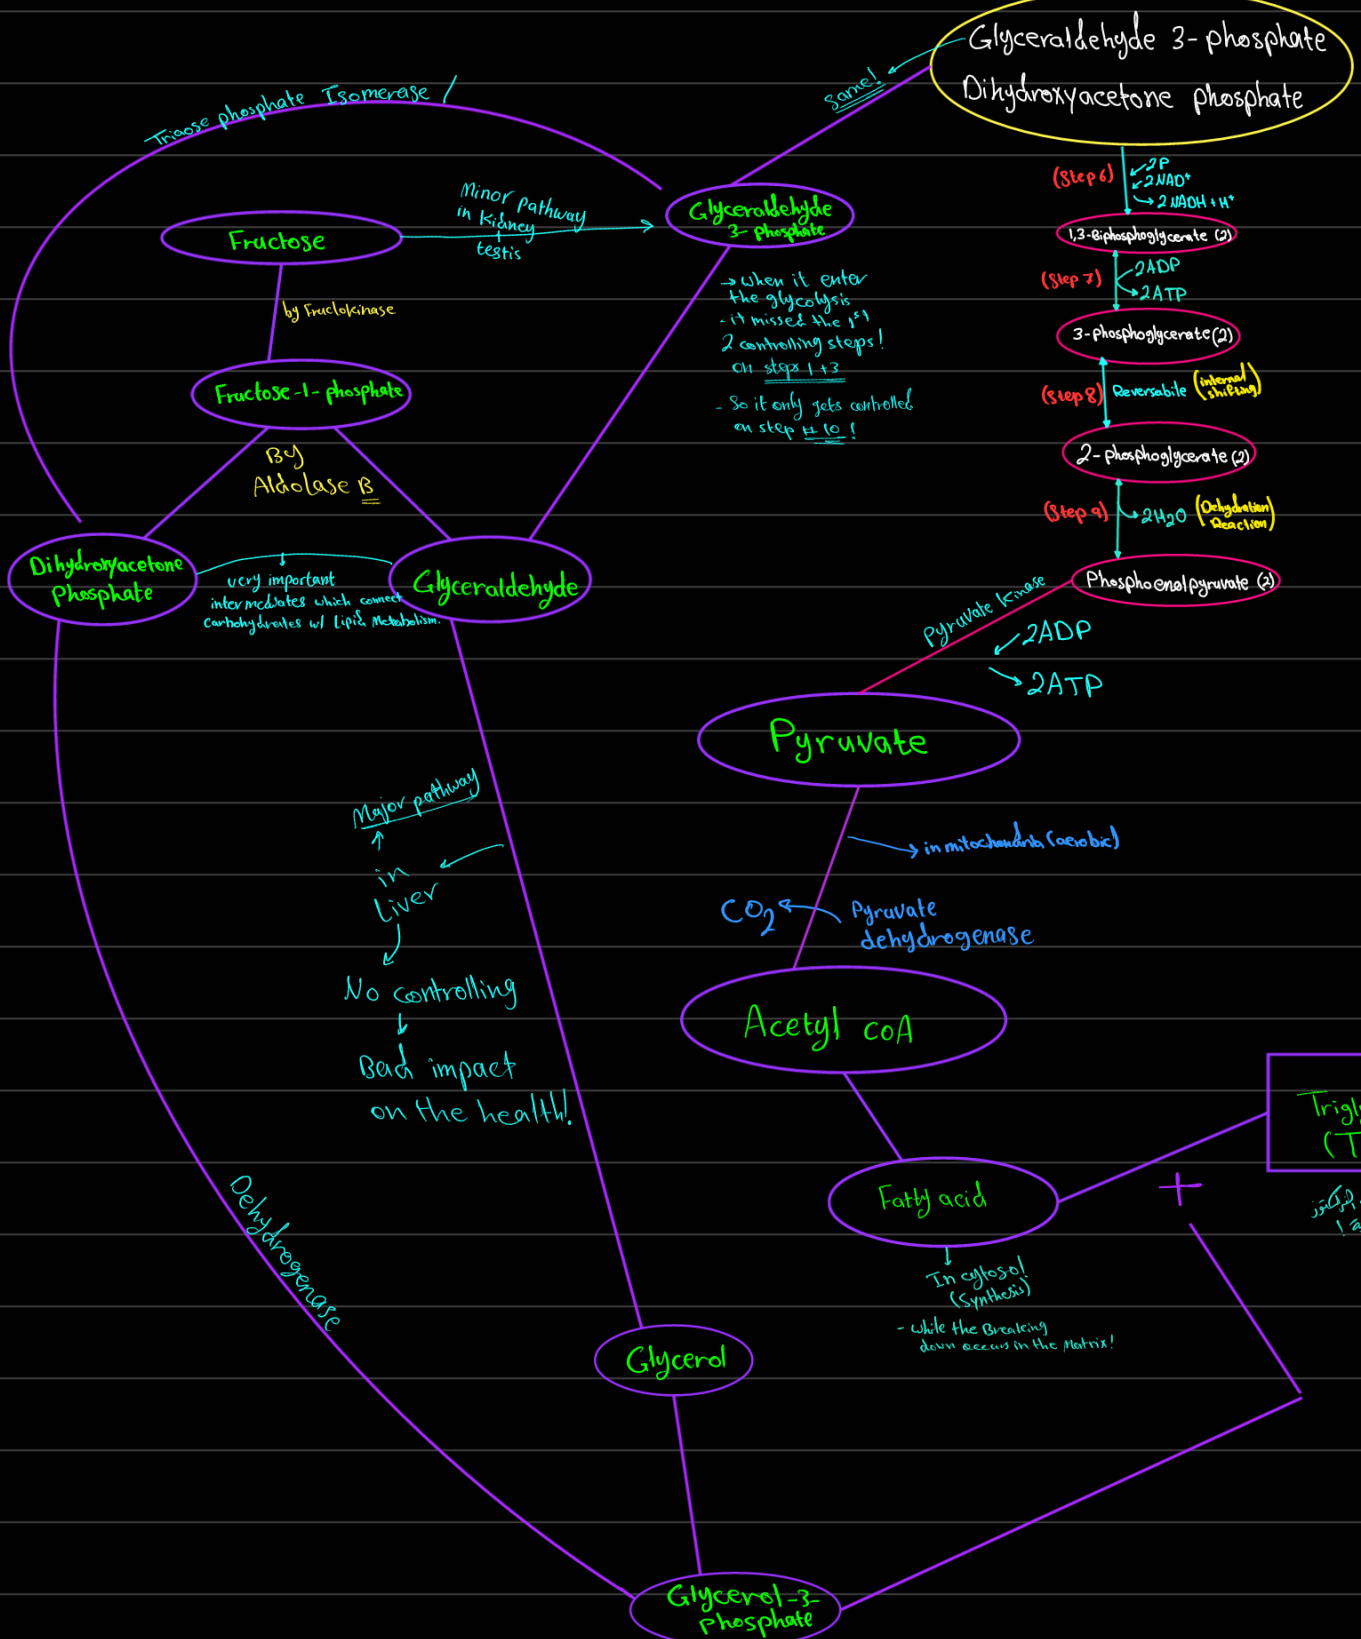 Glyceraldehyde 3-phosphate
Dihydroxyacetone phosphate
Same!
Triaose phosphate Isomerase
(Step 6)
2P
2NAD+
2NADH + H+
1,3-Biphosphoglycerate (2)
(Step 7)
2ADP
2ATP
3-phosphoglycerate (2)
(Step 8)
Reversabile
(internal
shifting)
2-phosphoglycerate (2)
(Step 9)
2H2O
(Dehydration
Reaction)
Phosphoenolpyruvate (2)
Pyruvate Kinase
2ADP
2ATP
Fructose
Minor pathway
in Kidney
testis
Glyceraldehyde
3-phosphate
→ when it enter
the glycolysis
- it missed the 1st
2 controlling steps!
on steps 1+3
- So it only gets controlled
on step #10!
by Fructokinase
Fructose-1-phosphate
By
Aldolase B
Dihydroxyacetone
Phosphate
very important
intermediates which connect
carbohydrates w/ Lipid Metabolism.
Glyceraldehyde
Pyruvate
in mitochondria (aerobic)
CO2
Pyruvate
dehydrogenase
Acetyl coA
Major pathway
in
Liver
No controlling
Bad impact
on the health!
Fatty acid
In cytosol
(Synthesis)
- while the Breaking
down occurs in the Matrix!
Trigl
(T
+
Dehydrogenase
Glycerol
Glycerol-3-
phosphate